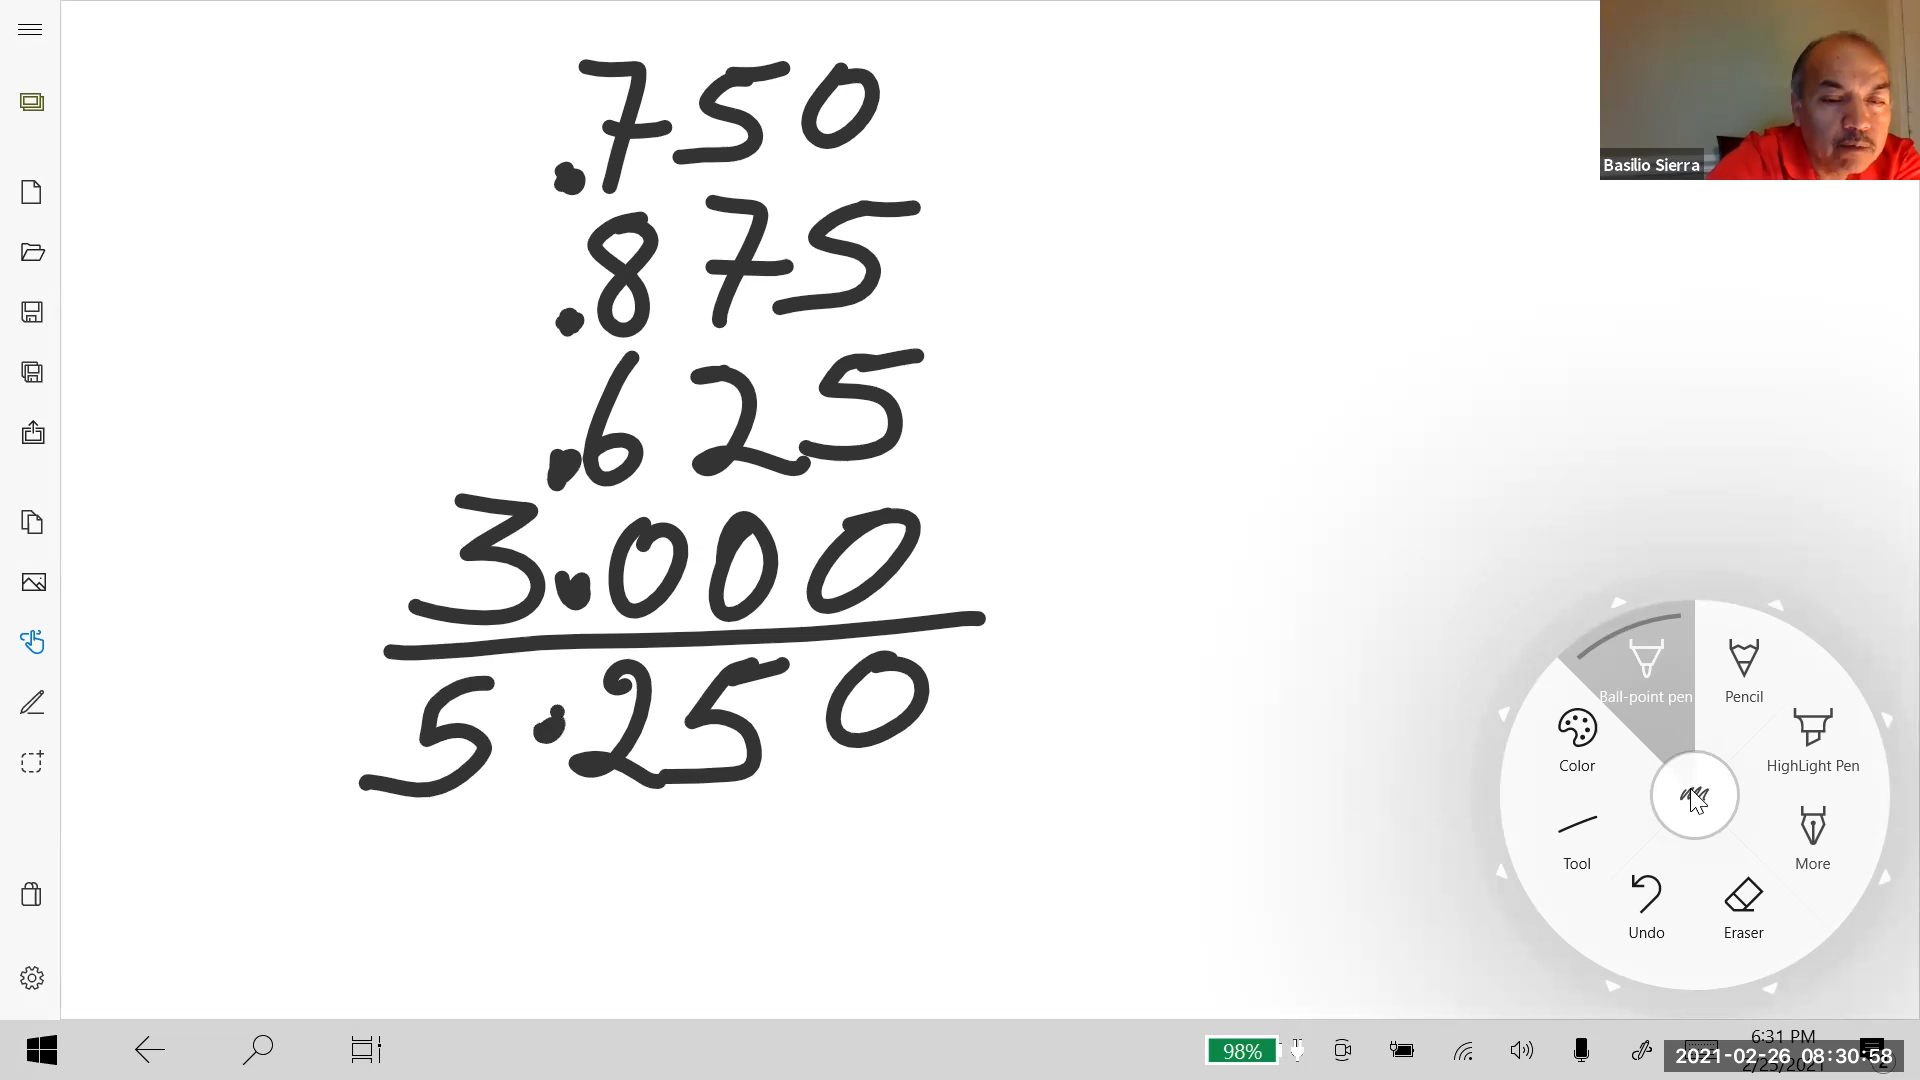 .750
.875
.625
3.000
5.250
Basilio Sierra
Ball-point pen
Pencil
Color
HighLight Pen
Tool
More
Undo
Eraser
98%
6:31 PM
2021-02-26 08:30:58